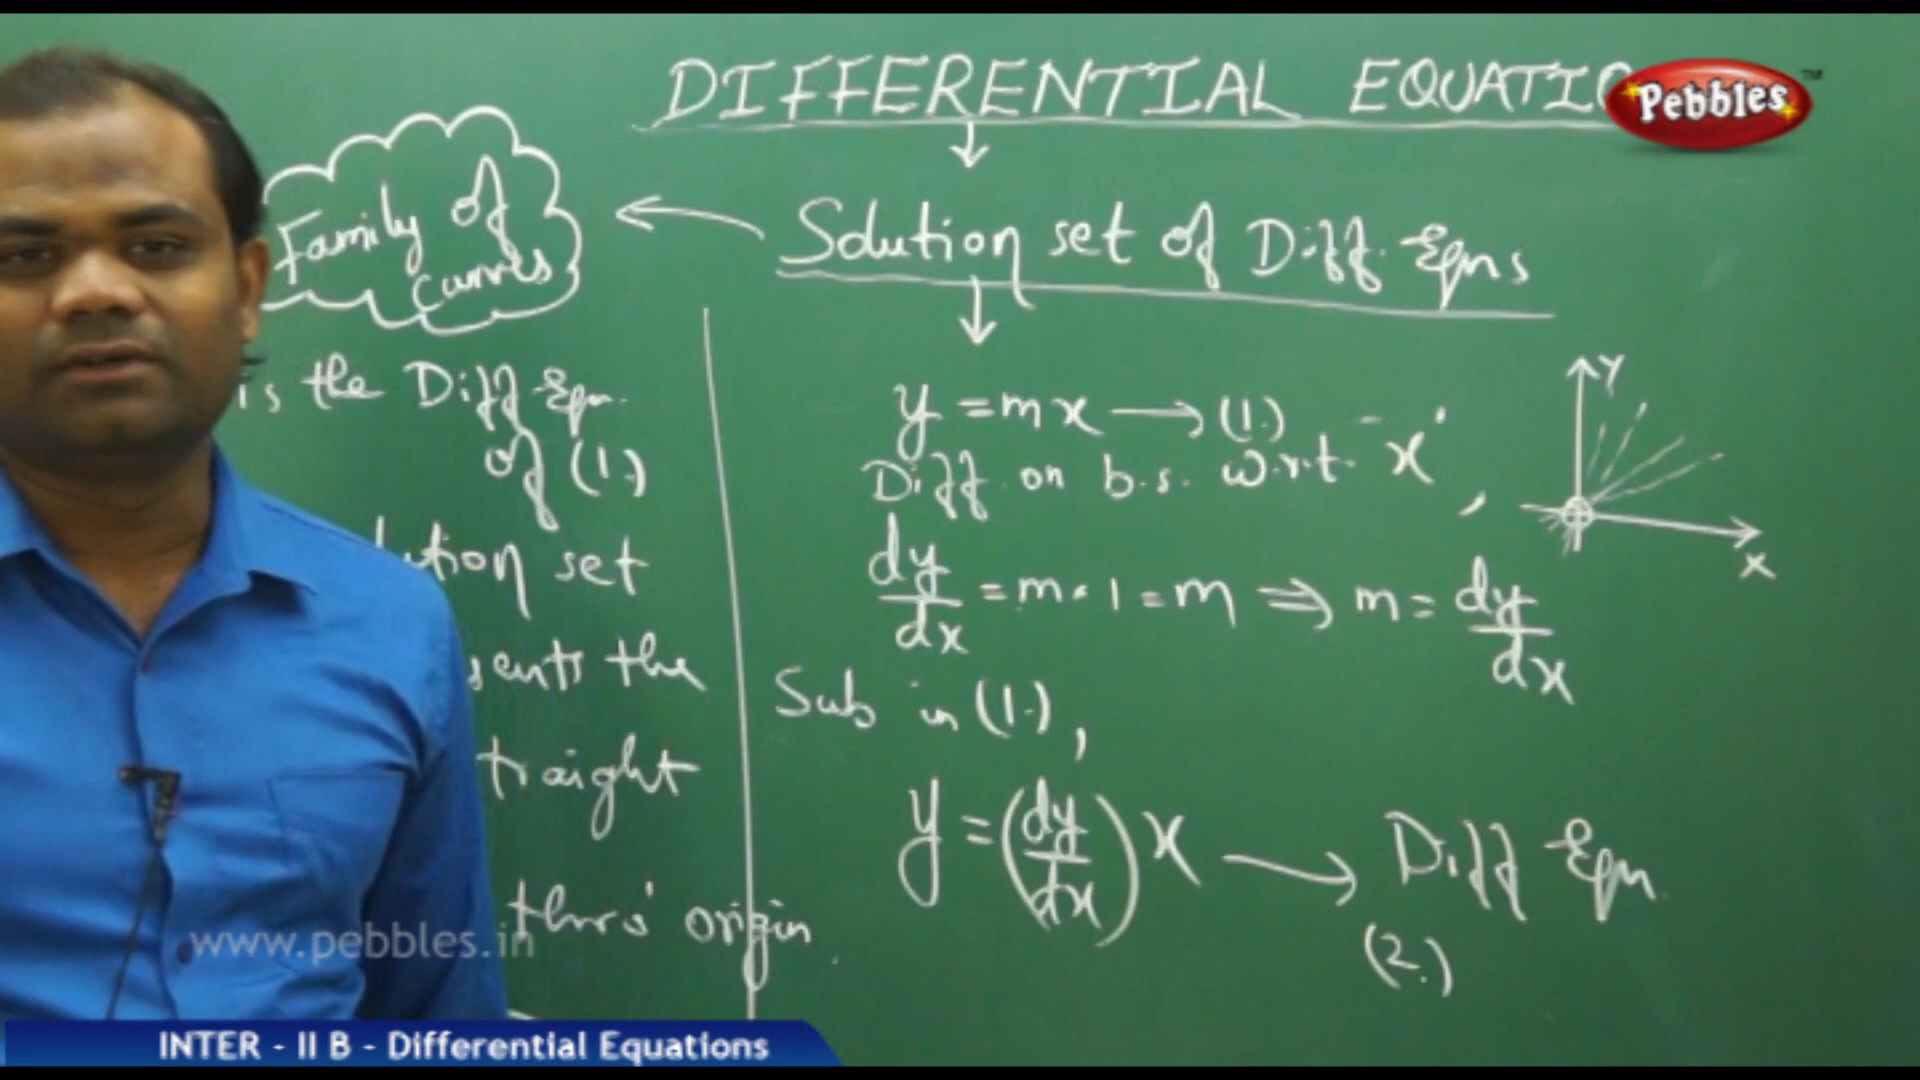 DIFFERENTIAL EQUATIO
Pebbles™
Family of
curves
Solution set of Diff. Eqns
is the Diff Eqn.
of (1.)
lution set
sents the
traight
thro' origin.
y = mx → (1.)
Diff. on b.s. w.r.t. 'x',
dy/dx = m·1 = m ⇒ m = dy/dx
Sub in (1.),
y = (dy/dx) x → Diff Eqn.
(2.)
Y
X
www.pebbles.in
INTER - II B - Differential Equations